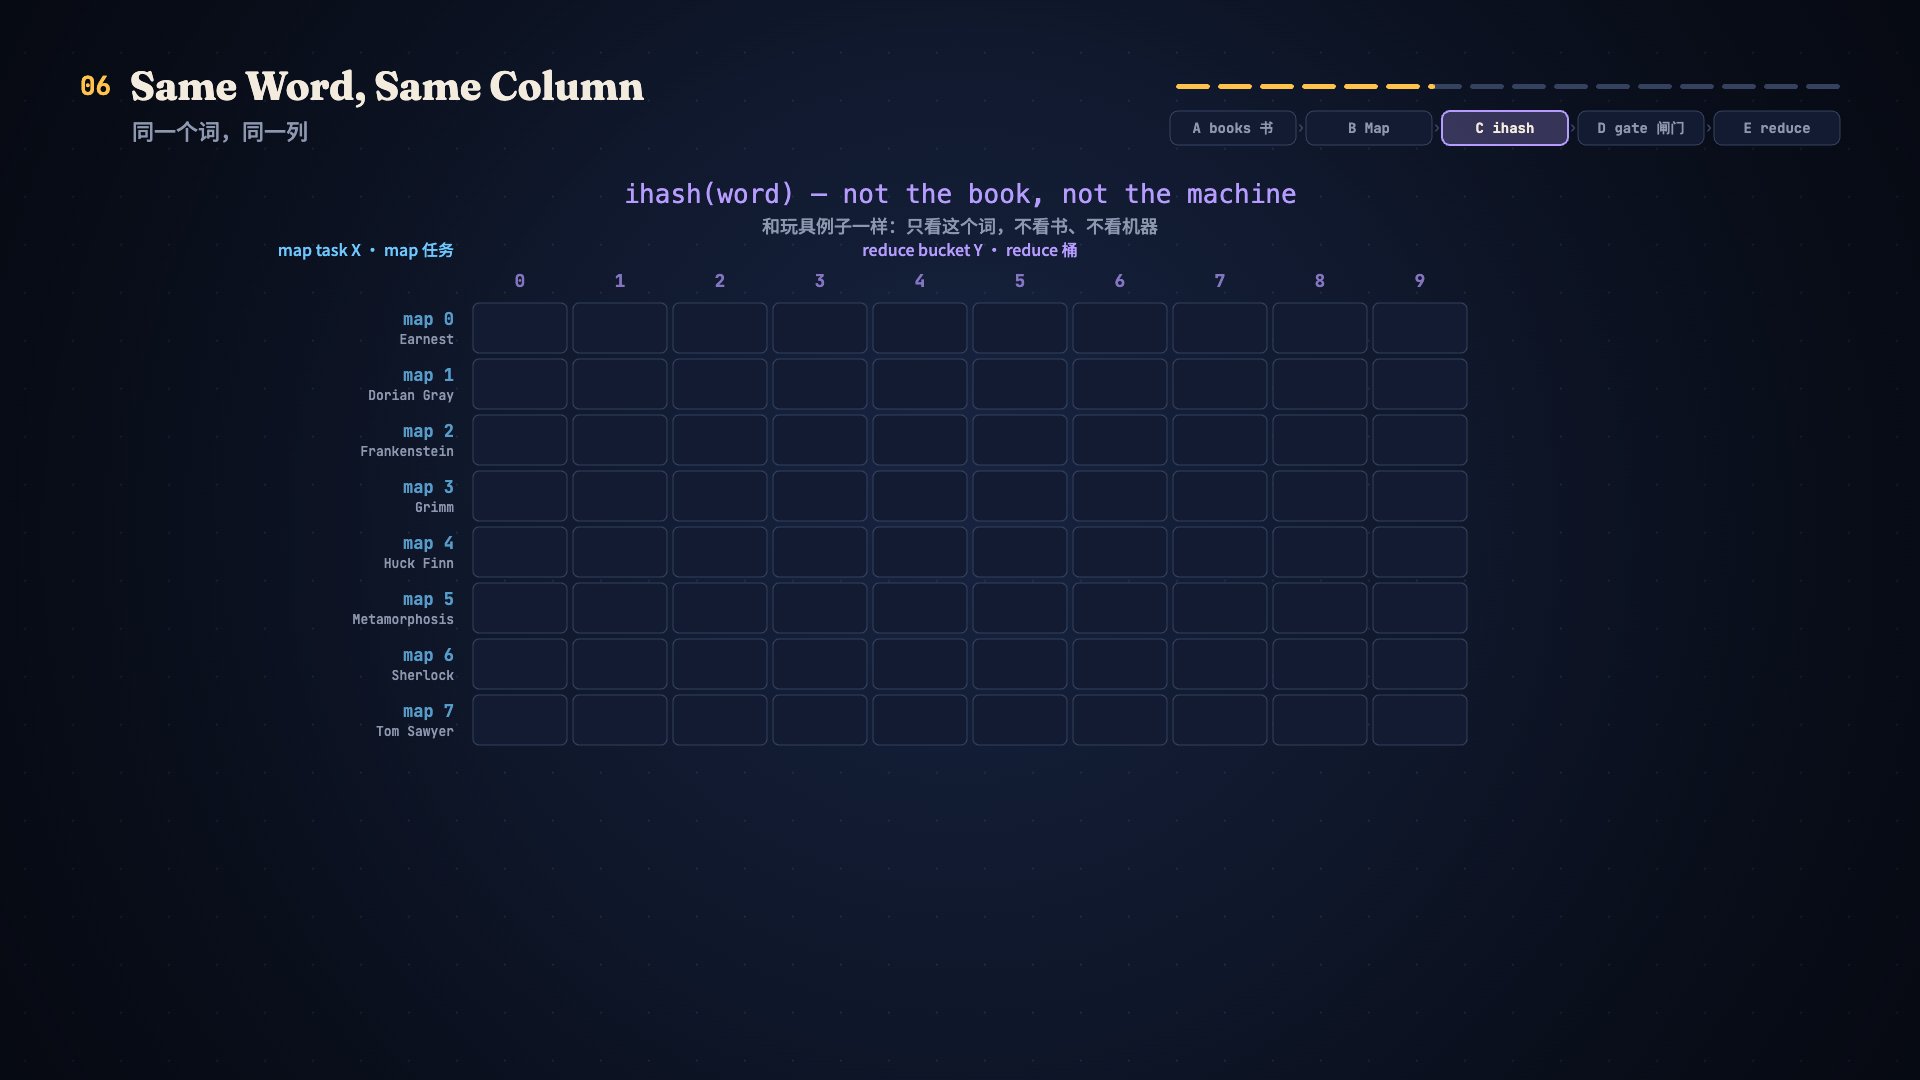 06 Same Word, Same Column
同一个词，同一列
A books 书 › B Map › C ihash › D gate 闸门 › E reduce
ihash(word) — not the book, not the machine
和玩具例子一样：只看这个词，不看书、不看机器
map task X · map 任务
reduce bucket Y · reduce 桶
0 1 2 3 4 5 6 7 8 9
map 0
Earnest
map 1
Dorian Gray
map 2
Frankenstein
map 3
Grimm
map 4
Huck Finn
map 5
Metamorphosis
map 6
Sherlock
map 7
Tom Sawyer